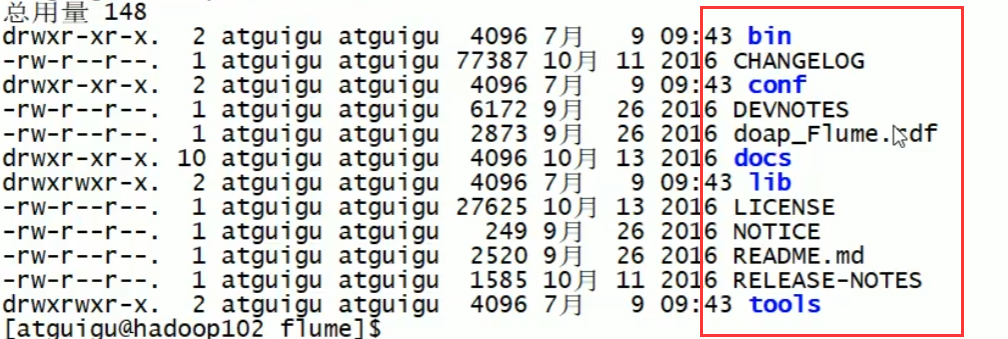 总用量 148
drwxr-xr-x.  2 atguigu atguigu  4096 7月   9 09:43 bin
-rw-r--r--.  1 atguigu atguigu 77387 10月 11 2016 CHANGELOG
drwxr-xr-x.  2 atguigu atguigu  4096 7月   9 09:43 conf
-rw-r--r--.  1 atguigu atguigu  6172 9月  26 2016 DEVNOTES
-rw-r--r--.  1 atguigu atguigu  2873 9月  26 2016
drwxr-xr-x. 10 atguigu atguigu  4096 10月 13 2016 docs
drwxrwxr-x.  2 atguigu atguigu  4096 7月   9 09:43 lib
-rw-r--r--.  1 atguigu atguigu 27625 10月 13 2016 LICENSE
-rw-r--r--.  1 atguigu atguigu   249 9月  26 2016 NOTICE
-rw-r--r--.  1 atguigu atguigu  2520 9月  26 2016 README.md
-rw-r--r--.  1 atguigu atguigu  1585 10月 11 2016 RELEASE-NOTES
drwxrwxr-x.  2 atguigu atguigu  4096 7月   9 09:43 tools
[atguigu@hadoop102 flume]$